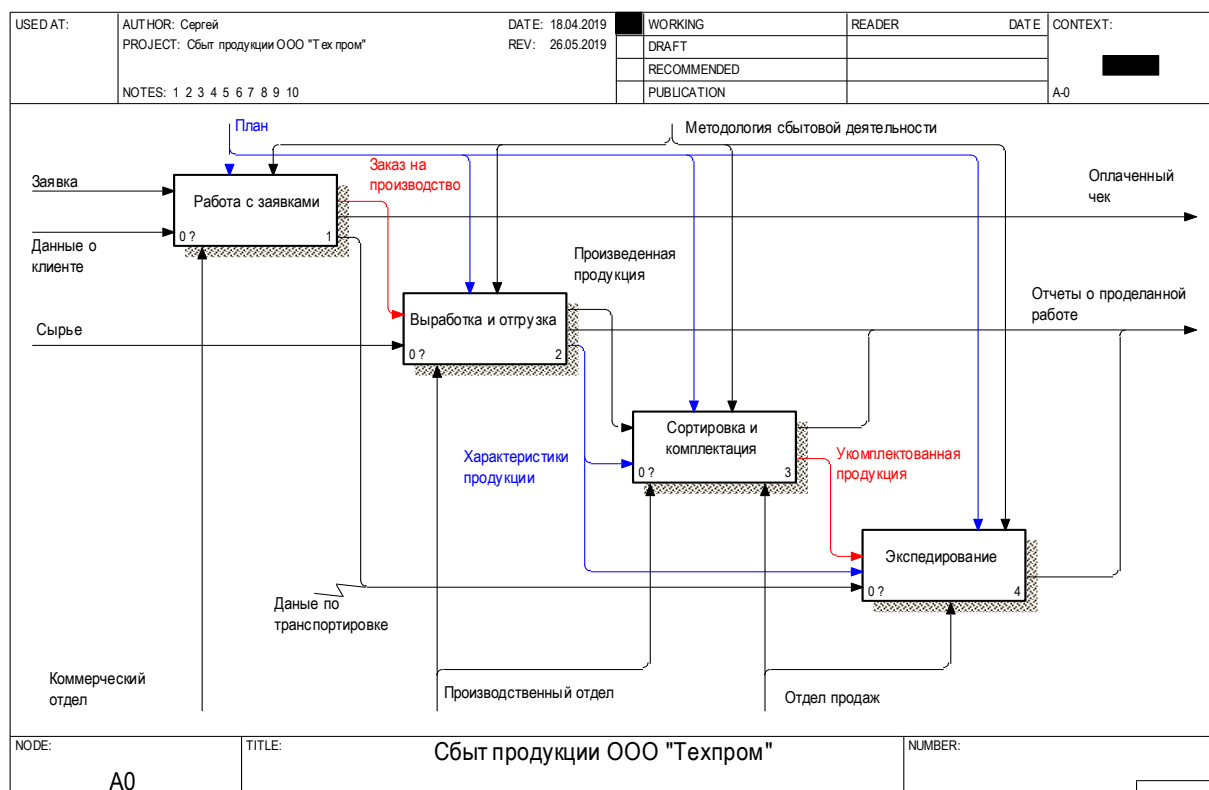 USED AT:
AUTHOR: Сергей
DATE: 18.04.2019
PROJECT: Сбыт продукции ООО "Техпром"
REV: 26.05.2019
NOTES: 1 2 3 4 5 6 7 8 9 10
WORKING
DRAFT
RECOMMENDED
PUBLICATION
READER
DATE
CONTEXT:
A-0
План
Методология сбытовой деятельности
Заявка
Заказ на
производство
Оплаченный
чек
Работа с заявками
0 ?
1
Данные о
клиенте
Произведенная
продукция
Отчеты о проделанной
работе
Сырье
Выработка и отгрузка
0 ?
2
Сортировка и
комплектация
0 ?
3
Характеристики
продукции
Укомплектованная
продукция
Экспедирование
0 ?
4
Даные по
транспортировке
Коммерческий
отдел
Производственный отдел
Отдел продаж
NODE:
A0
TITLE:
Сбыт продукции ООО "Техпром"
NUMBER: